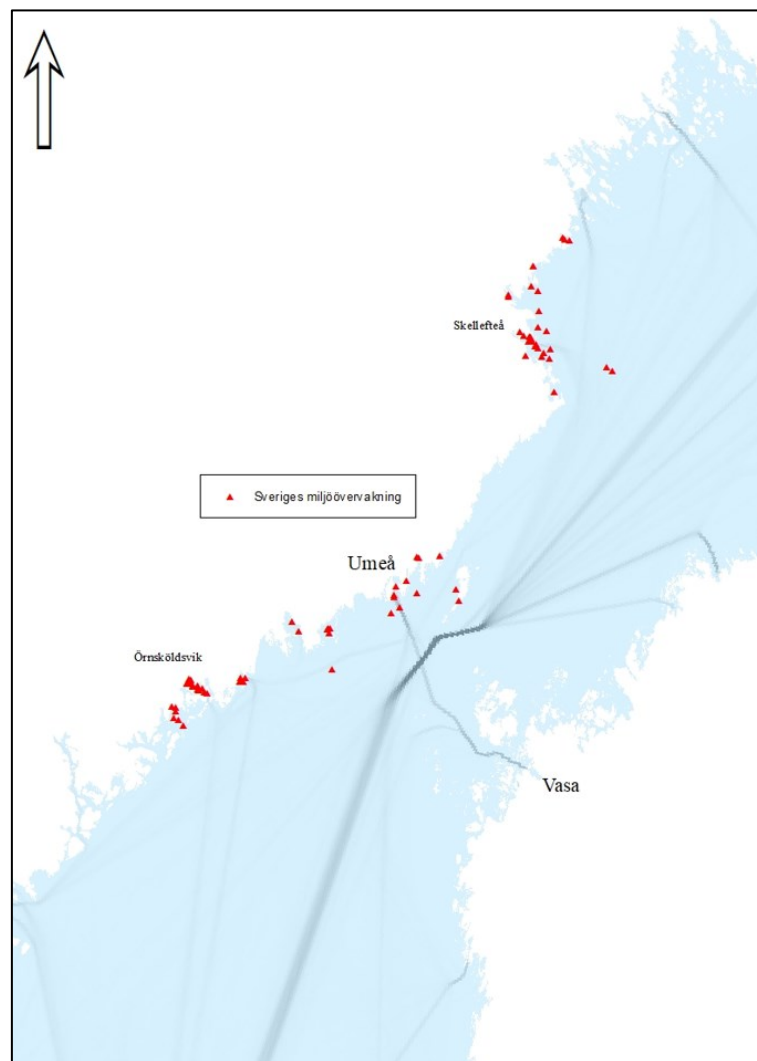 Skellefteå
Sveriges miljöövervakning
Umeå
Örnsköldsvik
Vasa